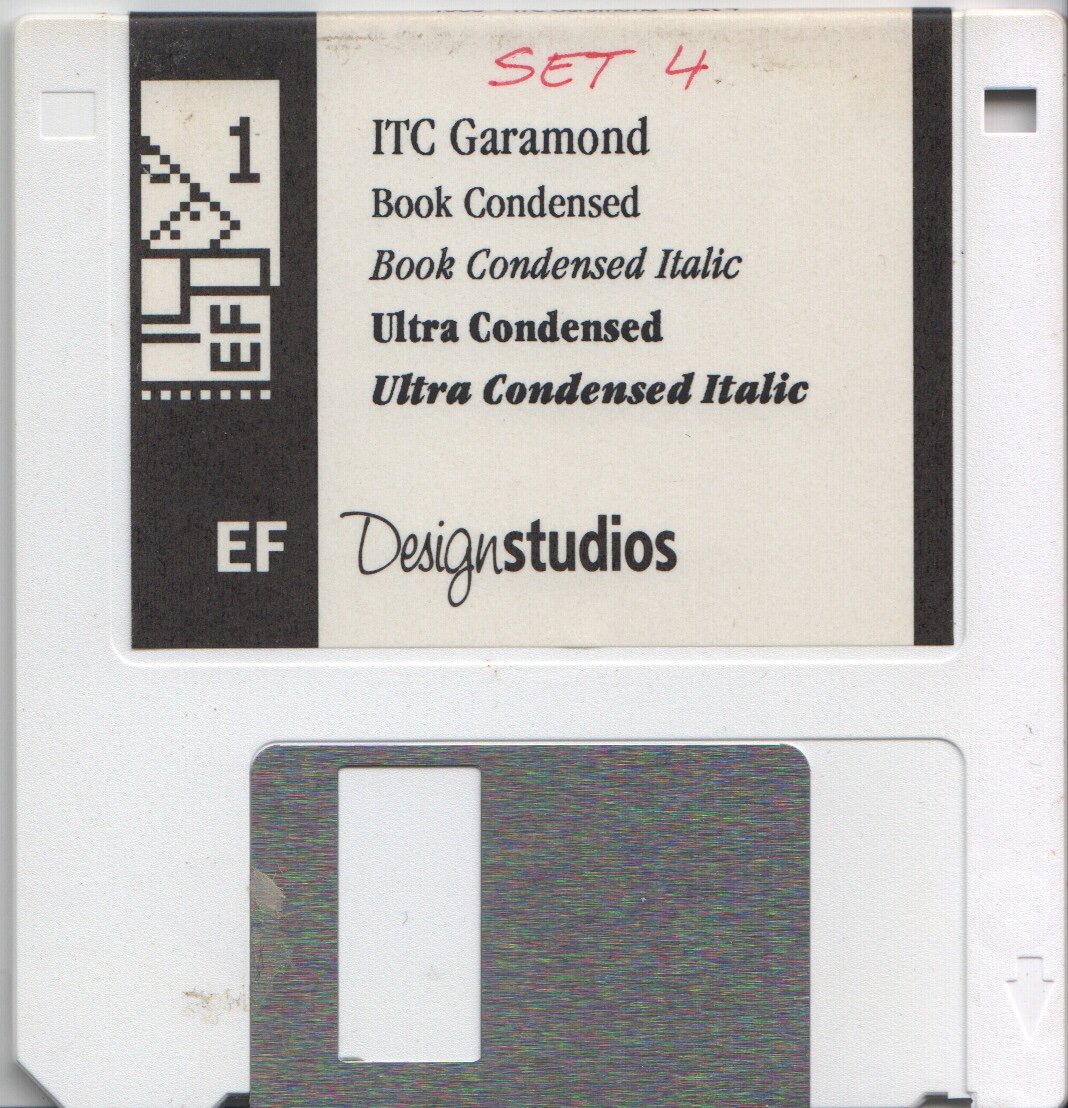 SET 4
1
ITC Garamond
Book Condensed
Book Condensed Italic
Ultra Condensed
Ultra Condensed Italic
EF
EF Designstudios